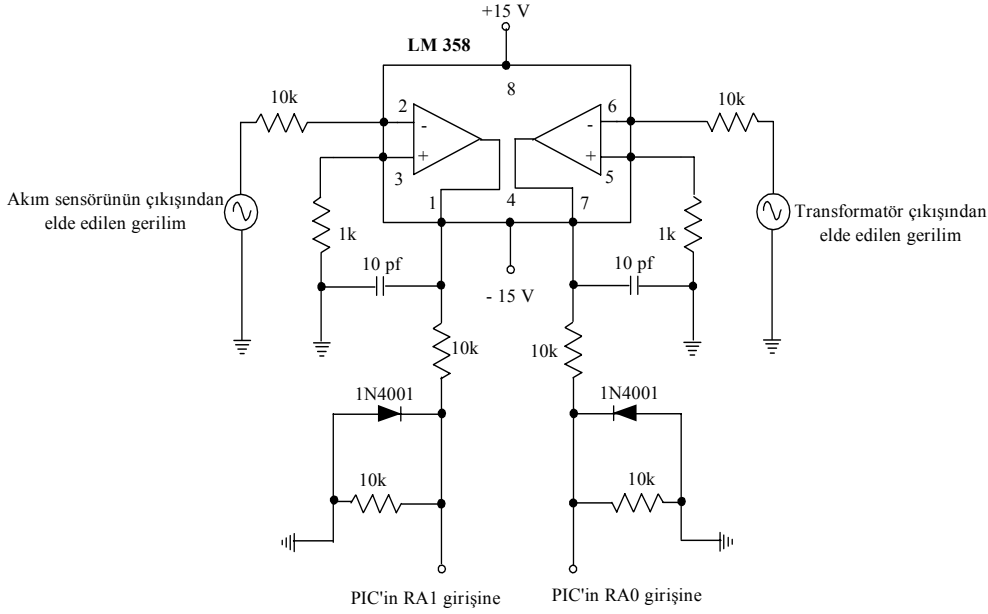 +15 V
LM 358
8
10k
2
-
6
-
10k
+
3
+
5
Akım sensörünün çıkışından
elde edilen gerilim
1
4
7
Transformatör çıkışından
elde edilen gerilim
1k
1k
10 pf
- 15 V
10 pf
10k
10k
1N4001
1N4001
10k
10k
PIC'in RA1 girişine
PIC'in RA0 girişine